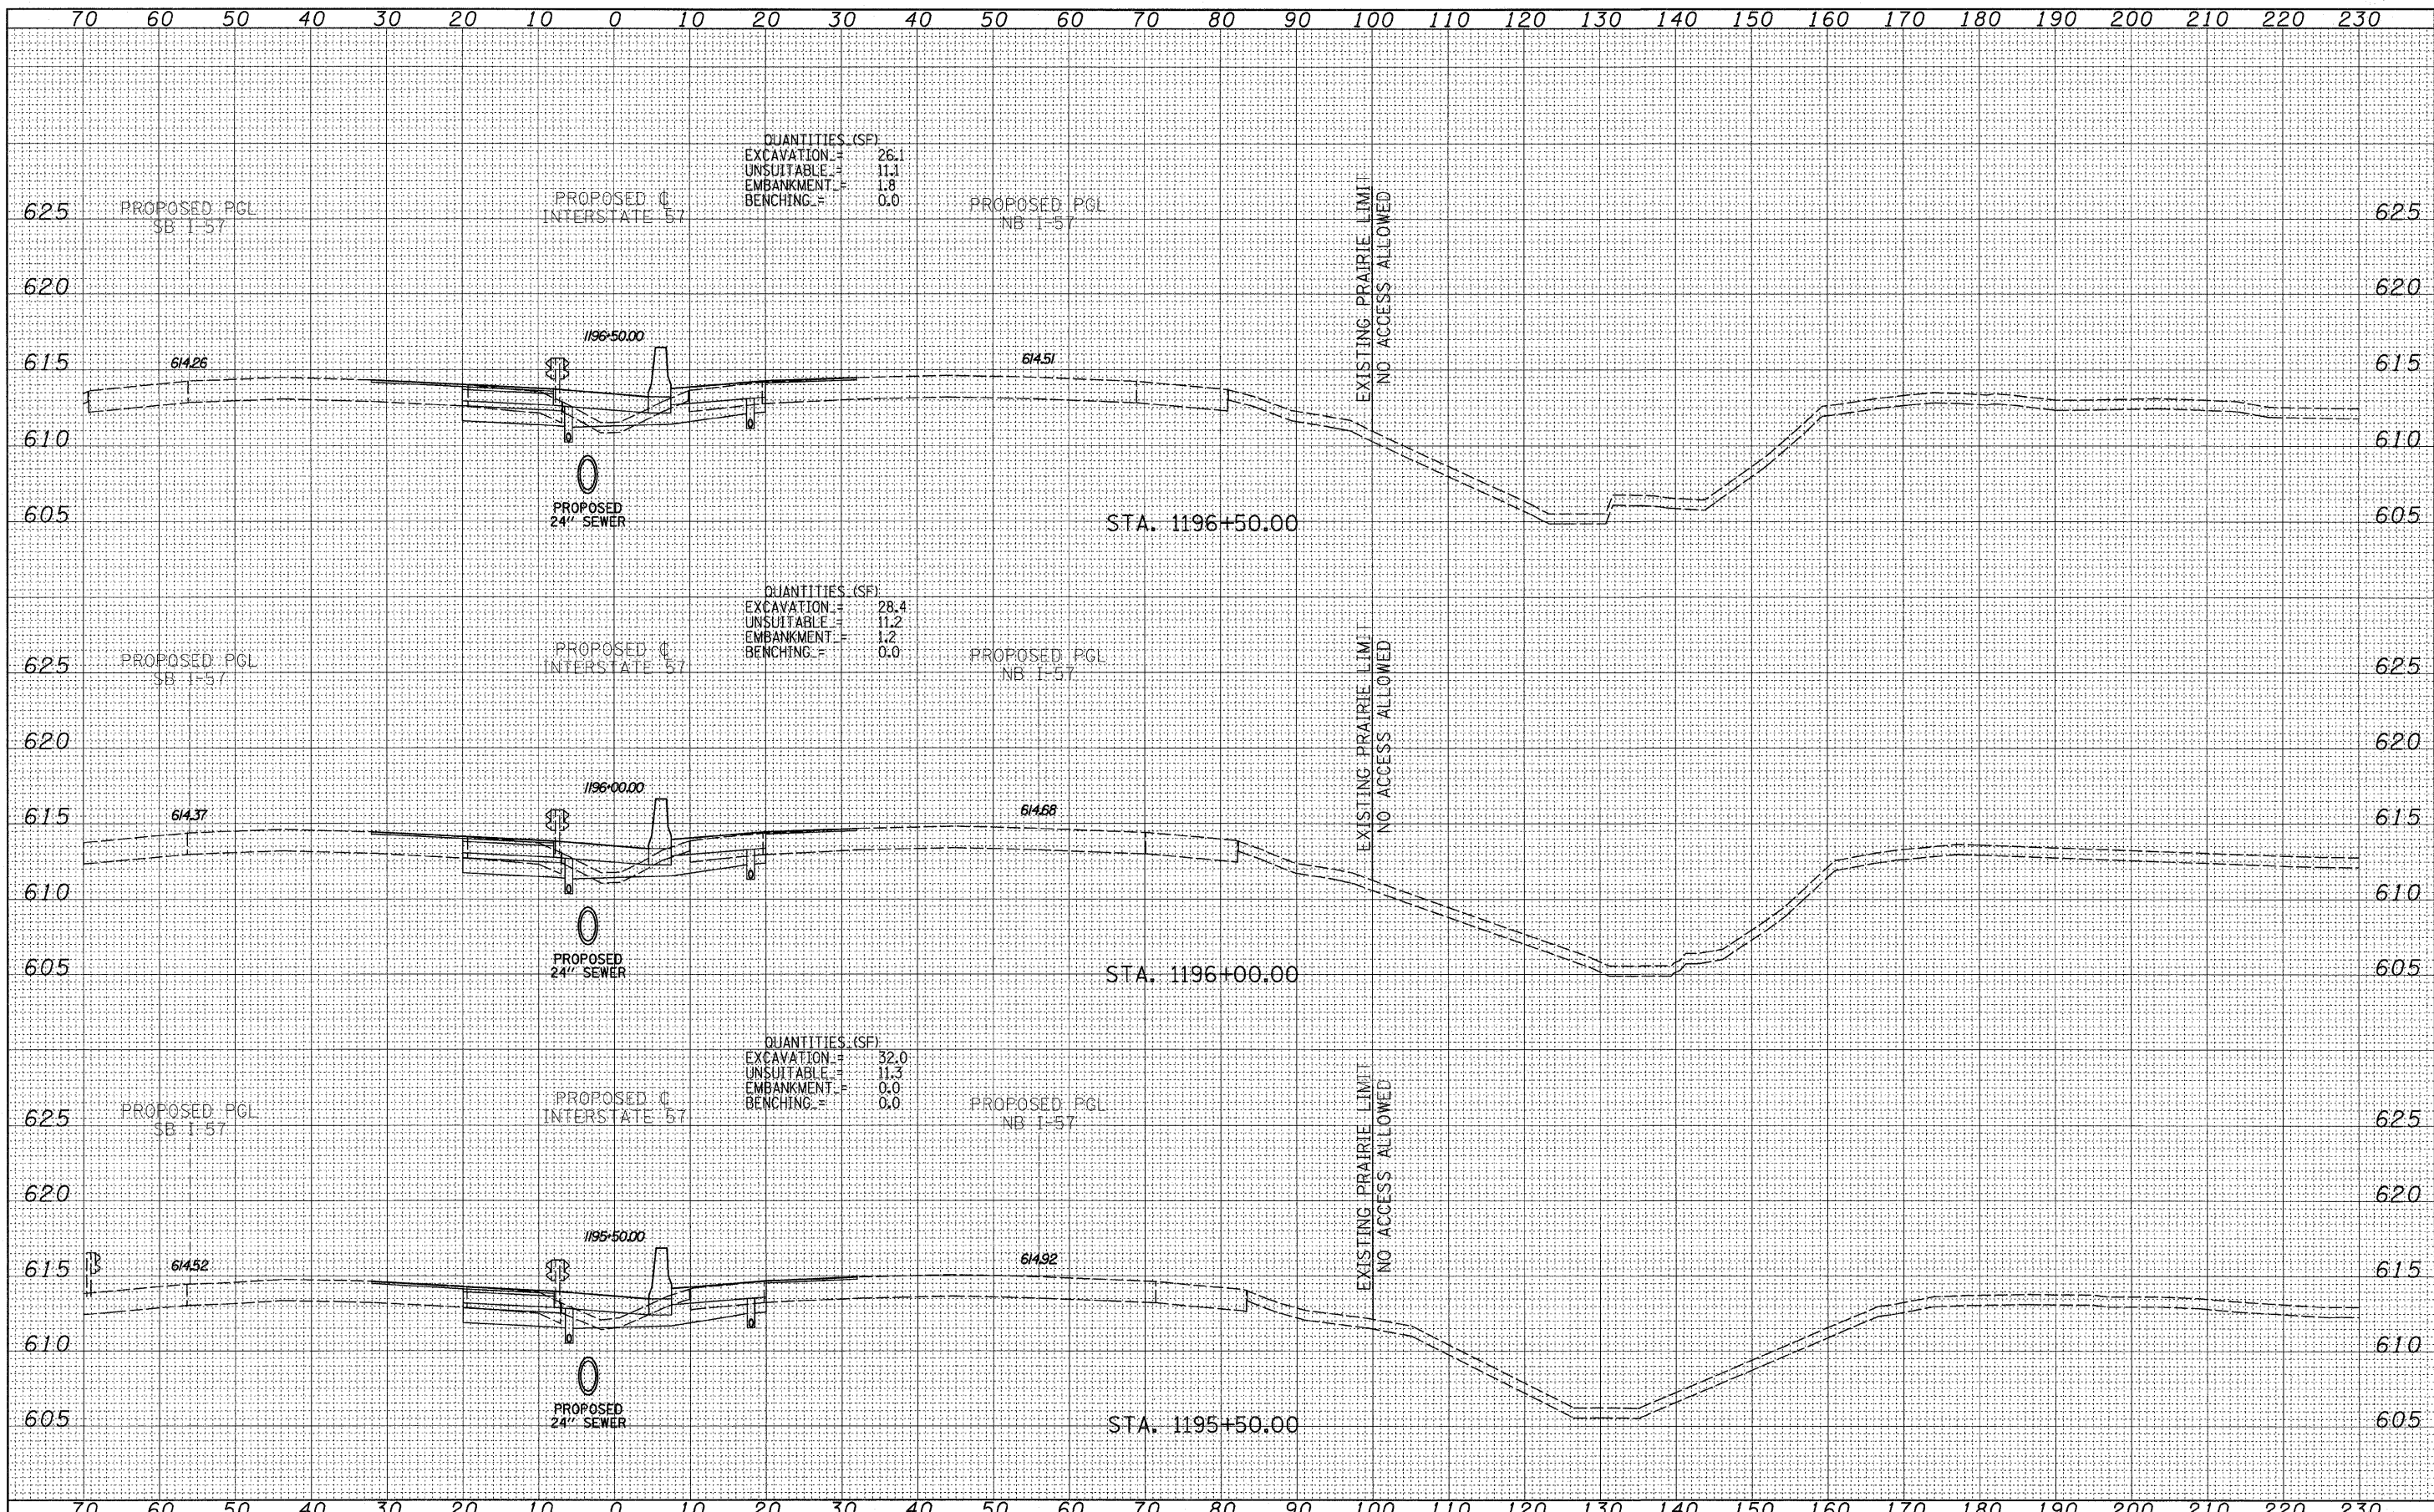 70 60 50 40 30 20 10 0 10 20 30 40 50 60 70 80 90 100 110 120 130 140 150 160 170 180 190 200 210 220 230
QUANTITIES (SF)
EXCAVATION = 26.1
UNSUITABLE = 11.1
EMBANKMENT = 1.8
BENCHING = 0.0
PROPOSED PGL
SB I-57
PROPOSED ℄
INTERSTATE 57
PROPOSED PGL
NB I-57
EXISTING PRAIRIE LIMIT
NO ACCESS ALLOWED
625 625
620 620
1196+50.00
615 614.26 614.51 615
610 610
PROPOSED
24" SEWER
605 STA. 1196+50.00 605
QUANTITIES (SF)
EXCAVATION = 28.4
UNSUITABLE = 11.2
EMBANKMENT = 1.2
BENCHING = 0.0
PROPOSED PGL
SB I-57
PROPOSED ℄
INTERSTATE 57
PROPOSED PGL
NB I-57
EXISTING PRAIRIE LIMIT
NO ACCESS ALLOWED
625 625
620 620
1196+00.00
615 614.37 614.68 615
610 610
PROPOSED
24" SEWER
605 STA. 1196+00.00 605
QUANTITIES (SF)
EXCAVATION = 32.0
UNSUITABLE = 11.3
EMBANKMENT = 0.0
BENCHING = 0.0
PROPOSED PGL
SB I-57
PROPOSED ℄
INTERSTATE 57
PROPOSED PGL
NB I-57
EXISTING PRAIRIE LIMIT
NO ACCESS ALLOWED
625 625
620 620
1195+50.00
615 614.52 614.92 615
610 610
PROPOSED
24" SEWER
605 STA. 1195+50.00 605
70 60 50 40 30 20 10 0 10 20 30 40 50 60 70 80 90 100 110 120 130 140 150 160 170 180 190 200 210 220 230